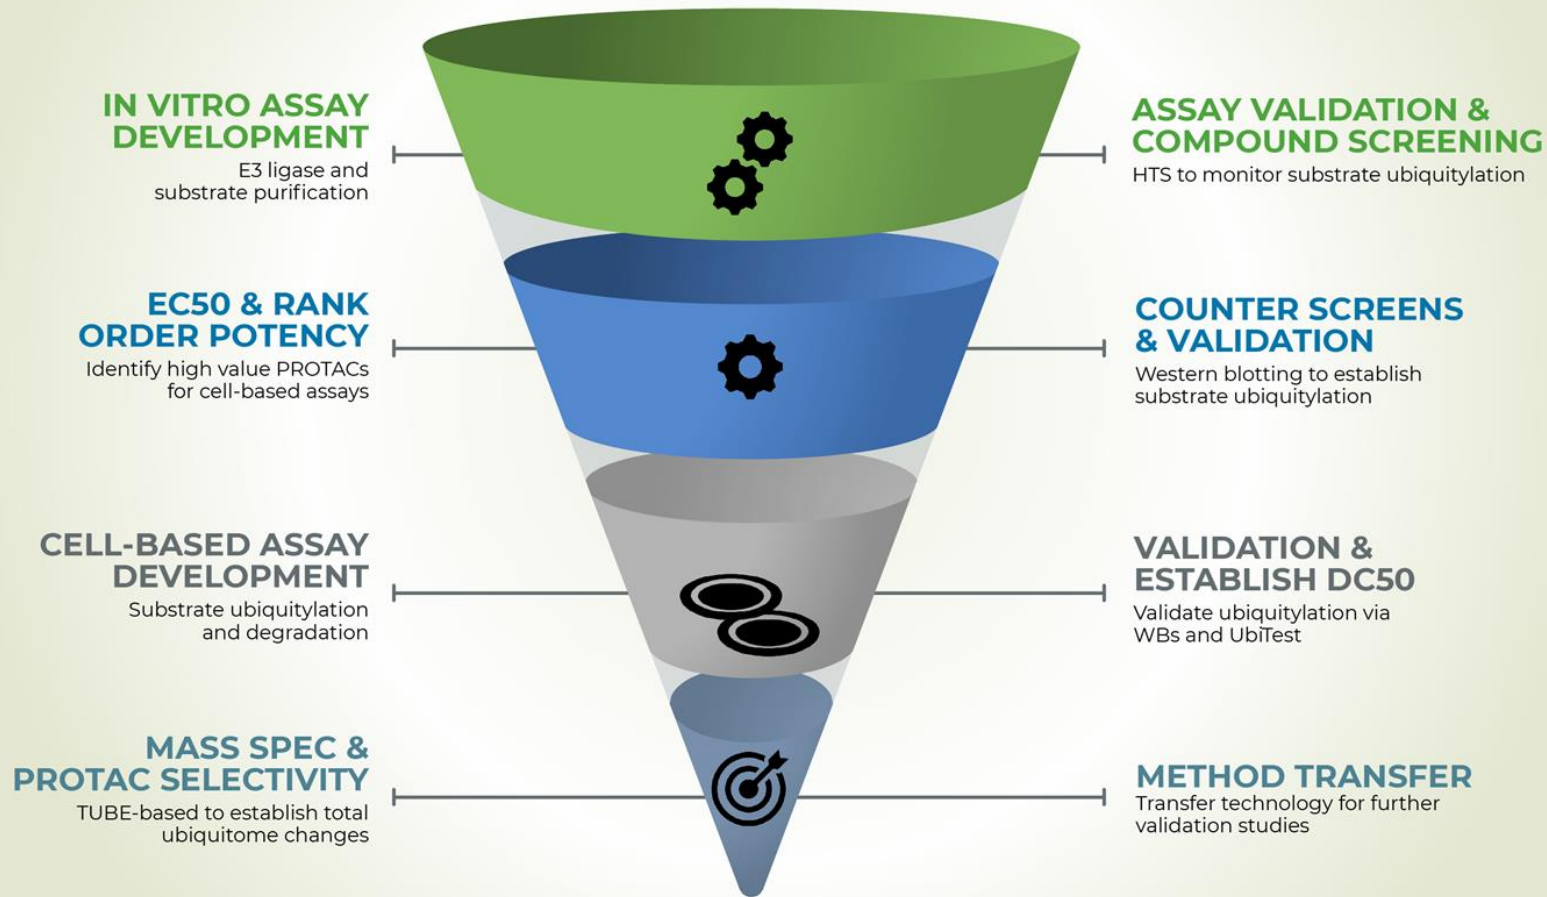 IN VITRO ASSAY
DEVELOPMENT
E3 ligase and
substrate purification
ASSAY VALIDATION &
COMPOUND SCREENING
HTS to monitor substrate ubiquitylation
EC50 & RANK
ORDER POTENCY
Identify high value PROTACs
for cell-based assays
COUNTER SCREENS
& VALIDATION
Western blotting to establish
substrate ubiquitylation
CELL-BASED ASSAY
DEVELOPMENT
Substrate ubiquitylation
and degradation
VALIDATION &
ESTABLISH DC50
Validate ubiquitylation via
WBs and UbiTest
MASS SPEC &
PROTAC SELECTIVITY
TUBE-based to establish total
ubiquitome changes
METHOD TRANSFER
Transfer technology for further
validation studies